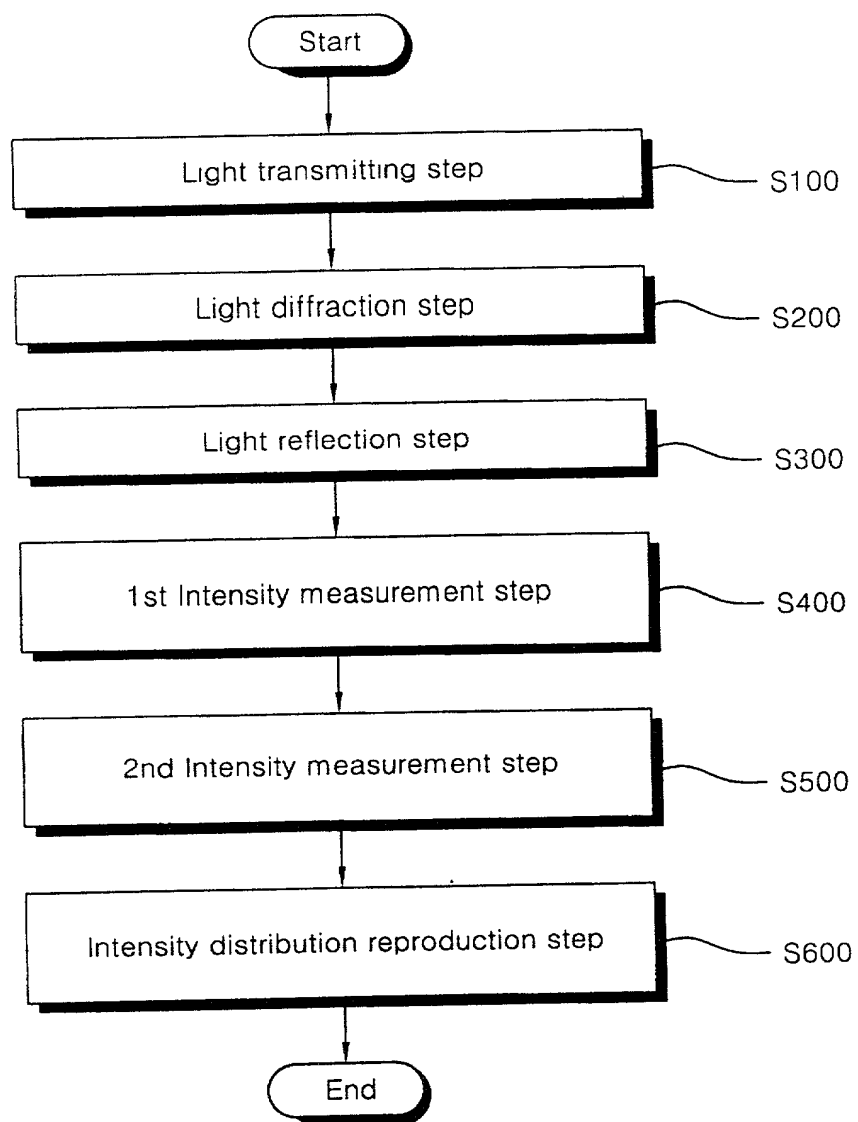 Start
Light transmitting step
S100
Light diffraction step
S200
Light reflection step
S300
1st Intensity measurement step
S400
2nd Intensity measurement step
S500
Intensity distribution reproduction step
S600
End